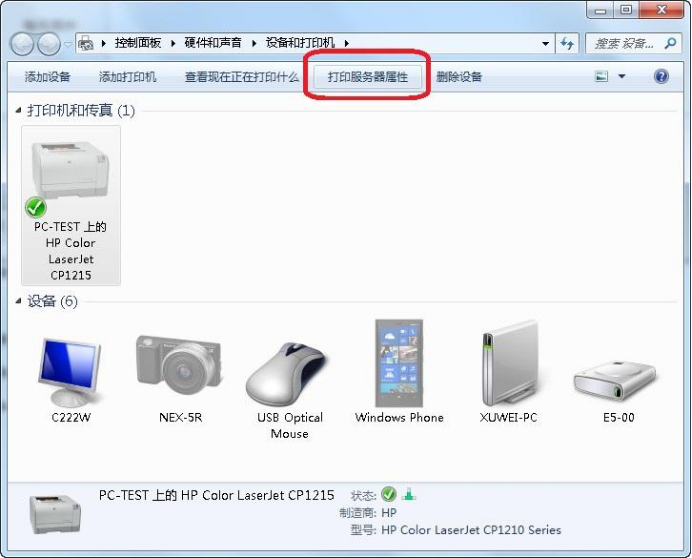 控制面板 硬件和声音 设备和打印机
搜索 设备...
添加设备 添加打印机 查看现在正在打印什么 打印服务器属性 删除设备
打印机和传真 (1)
PC-TEST 上的
HP Color
LaserJet
CP1215
设备 (6)
C222W
NEX-5R
USB Optical
Mouse
Windows Phone
XUWEI-PC
E5-00
PC-TEST 上的 HP Color LaserJet CP1215
状态:
制造商: HP
型号: HP Color LaserJet CP1210 Series